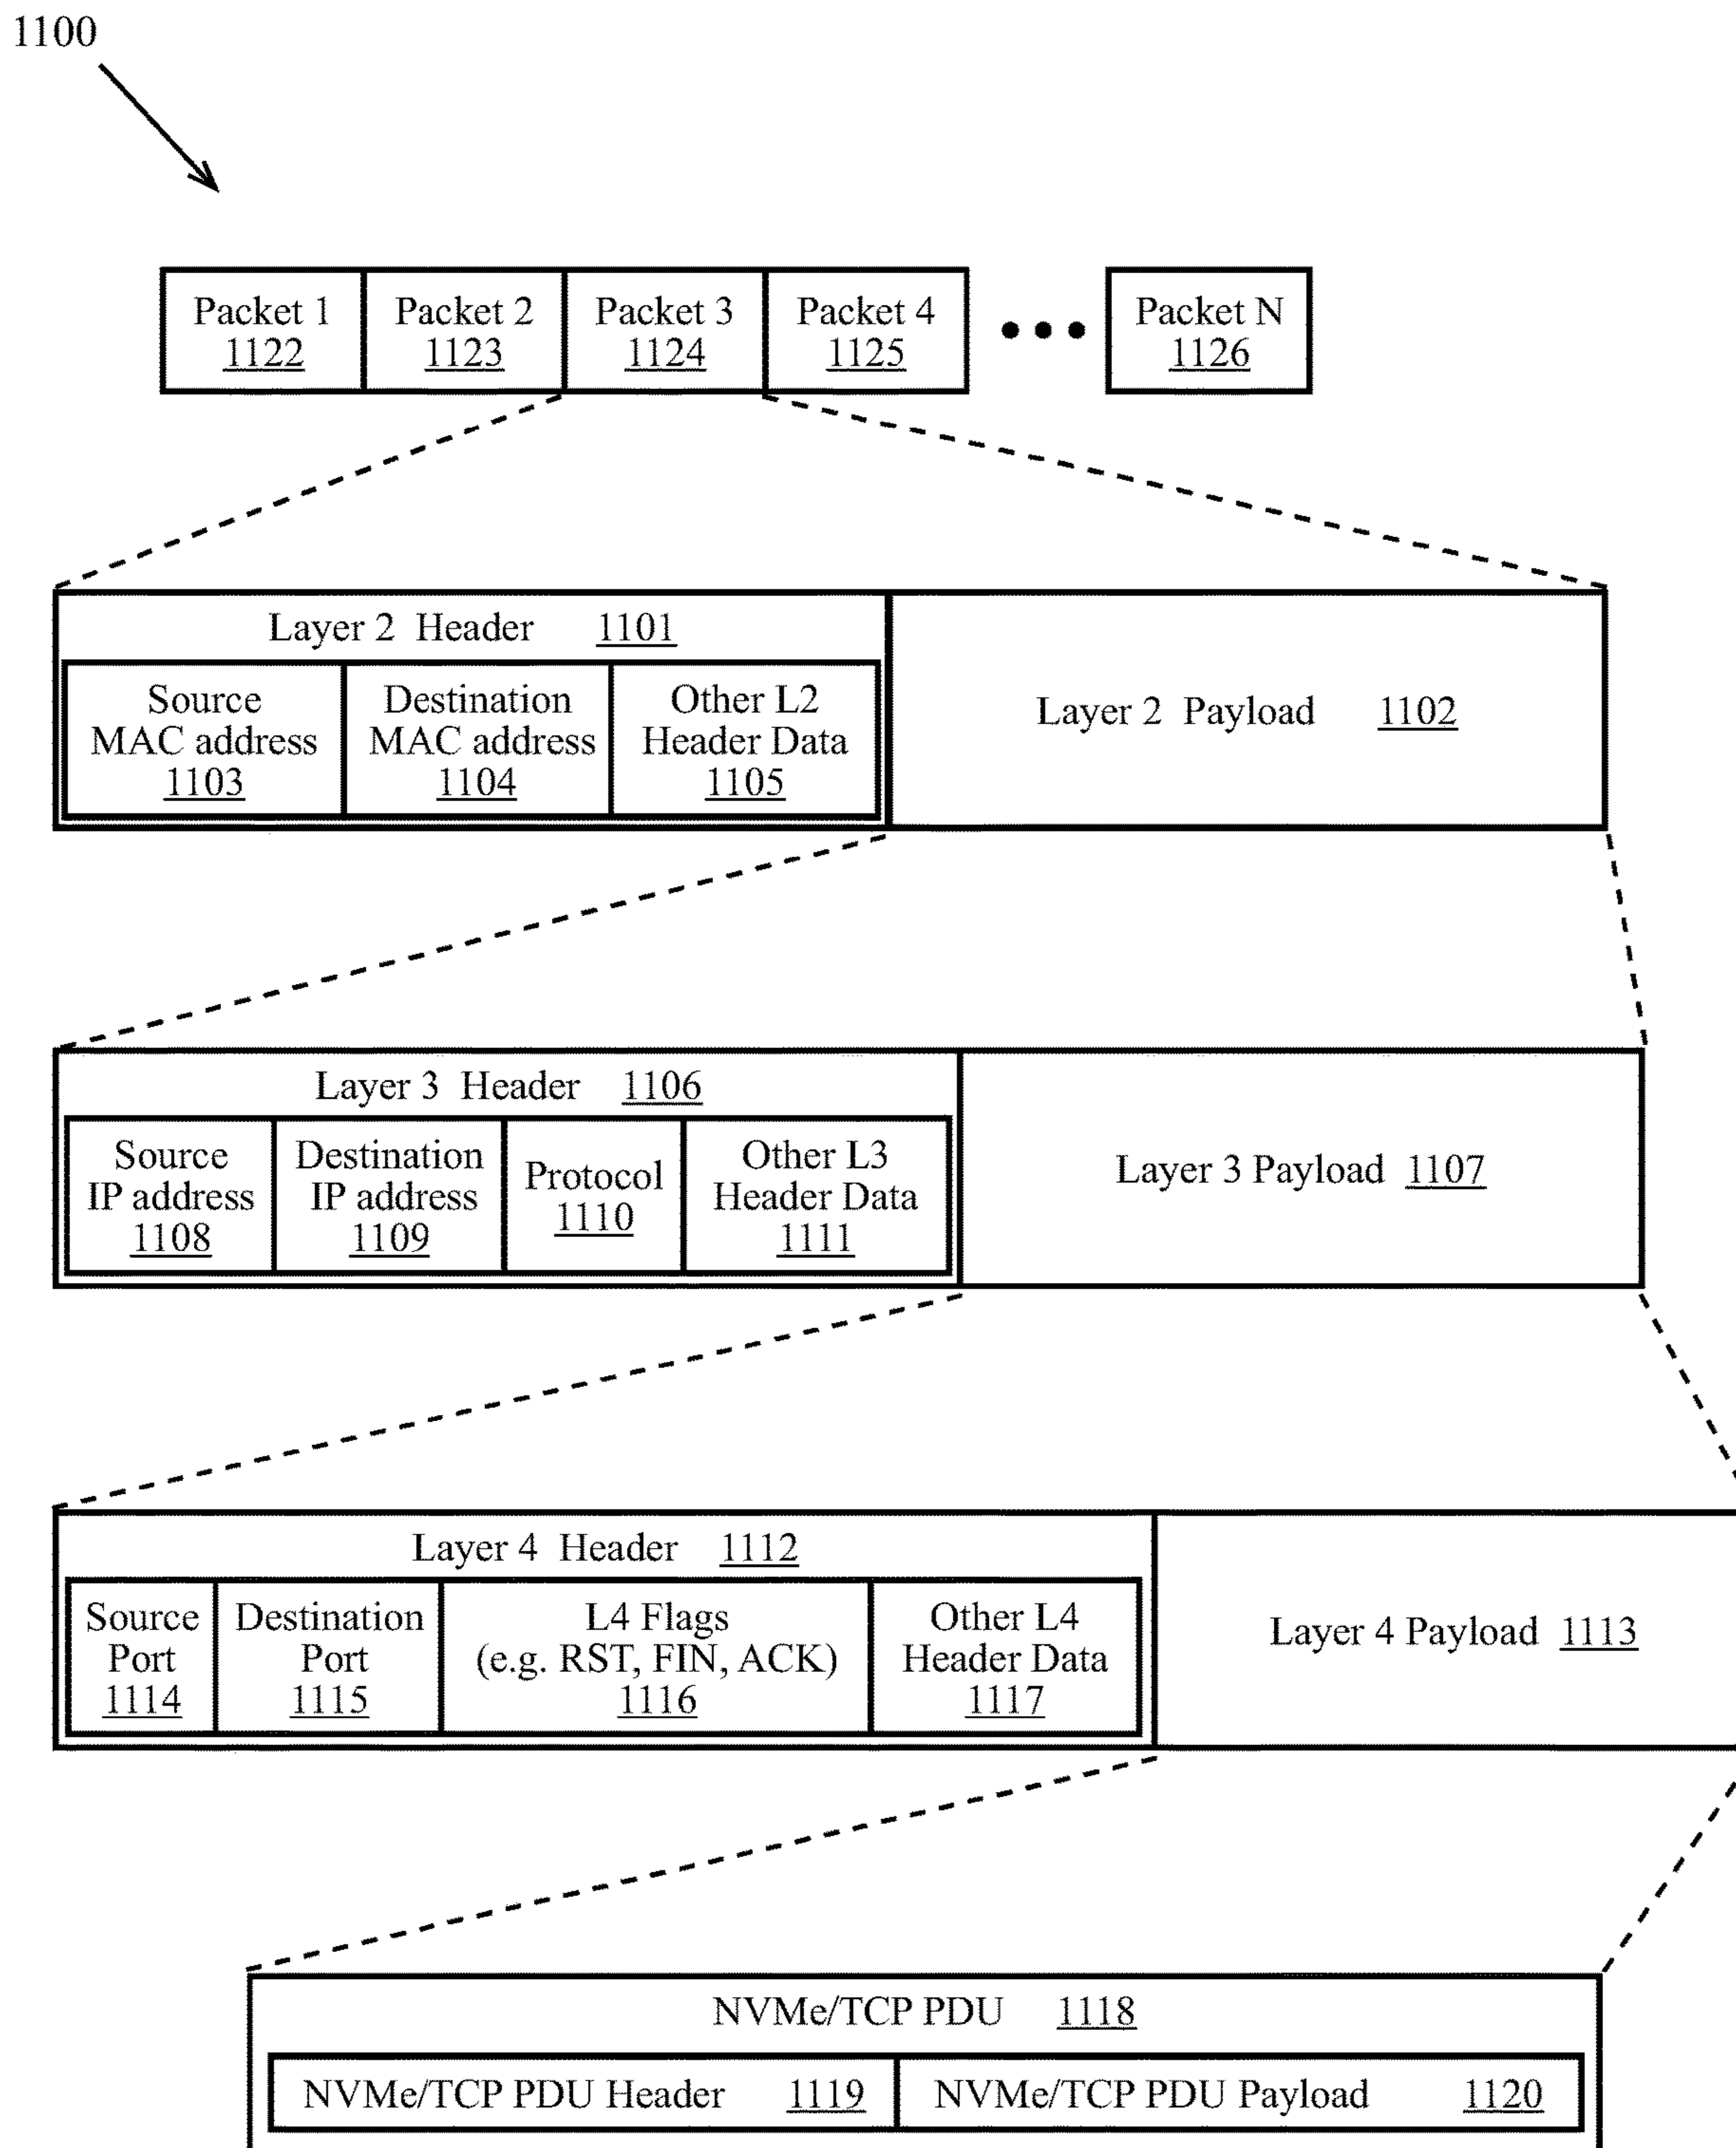 1100
Packet 1
1122
Packet 2
1123
Packet 3
1124
Packet 4
1125
Packet N
1126
Layer 2 Header 1101
Source
MAC address
1103
Destination
MAC address
1104
Other L2
Header Data
1105
Layer 2 Payload 1102
Layer 3 Header 1106
Source
IP address
1108
Destination
IP address
1109
Protocol
1110
Other L3
Header Data
1111
Layer 3 Payload 1107
Layer 4 Header 1112
Source
Port
1114
Destination
Port
1115
L4 Flags
(e.g. RST, FIN, ACK)
1116
Other L4
Header Data
1117
Layer 4 Payload 1113
NVMe/TCP PDU 1118
NVMe/TCP PDU Header 1119
NVMe/TCP PDU Payload 1120